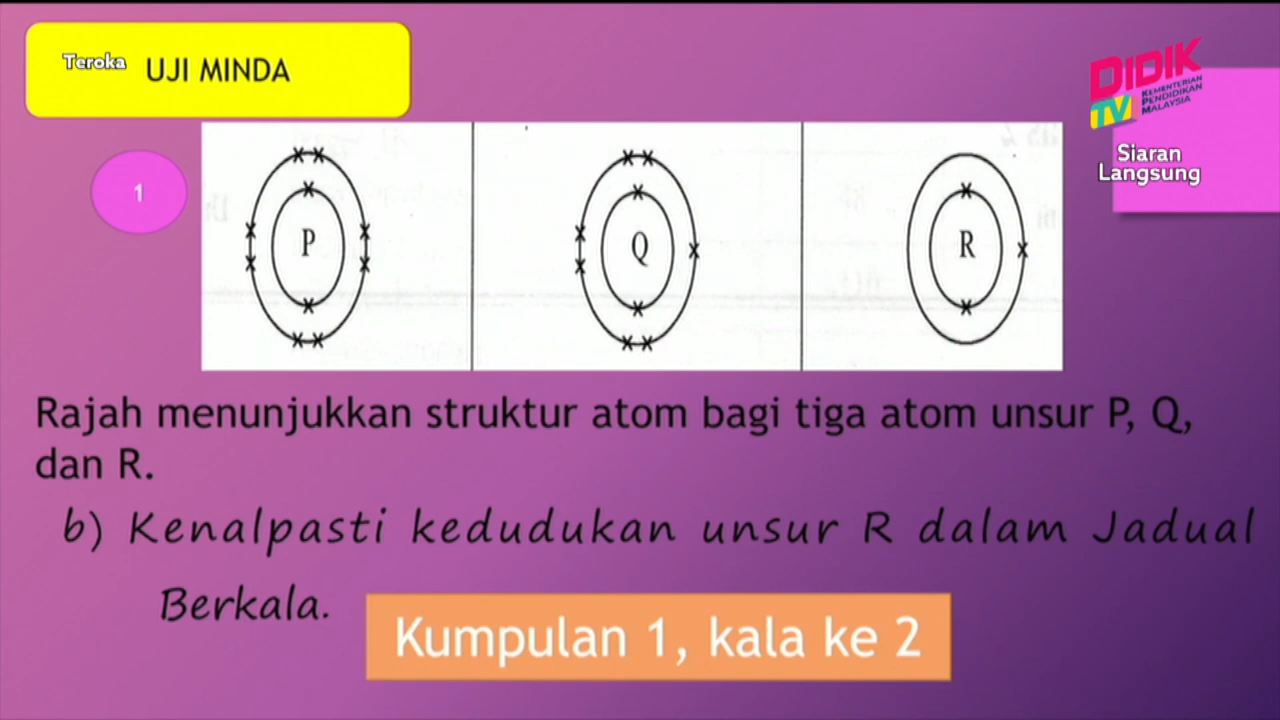 Teroka UJI MINDA
DIDIK
TV KEMENTERIAN
PENDIDIKAN
MALAYSIA
Siaran
Langsung
1
P Q R
Rajah menunjukkan struktur atom bagi tiga atom unsur P, Q,
dan R.
b) Kenalpasti kedudukan unsur R dalam Jadual
Berkala.
Kumpulan 1, kala ke 2